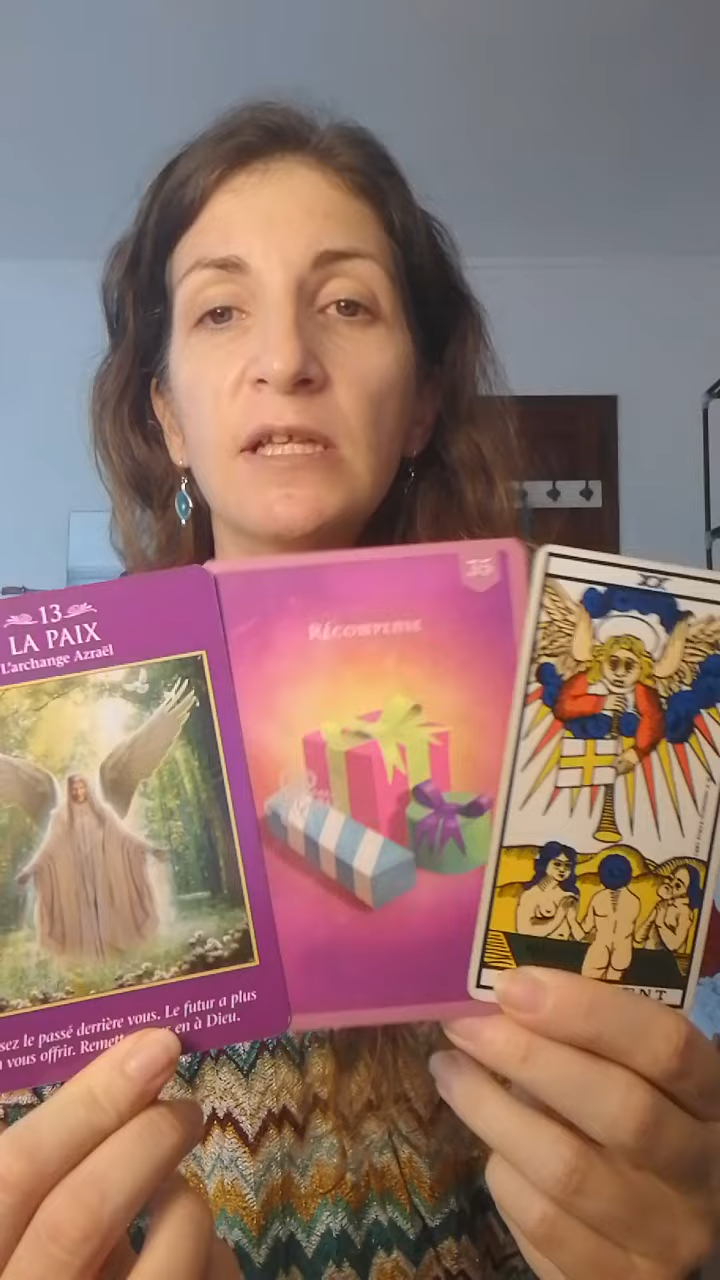 13
LA PAIX
L'archange Azraël
sez le passé derrière vous. Le futur a plus
vous offrir. en à Dieu.
35
RÉCOMPENSE
XX
ENT